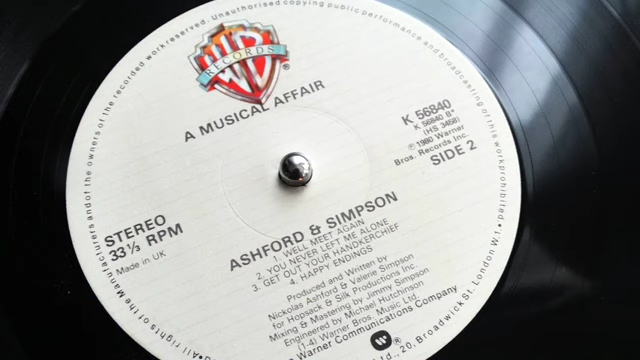 Manufacturers and of the owners of the recorded work reserved. Unauthorised copying public performance and broadcasting of this work prohibited.
WB
RECORDS
®
A MUSICAL AFFAIR
K 56840
K 56840 B*
(HS 3458)
℗ 1980 Warner
Bros. Records Inc.
SIDE 2
STEREO
33⅓ RPM
Made in UK
ASHFORD & SIMPSON
1. WELL MEET AGAIN
2. YOU NEVER LEFT ME ALONE
3. GET OUT YOUR HANDKERCHIEF
4. HAPPY ENDINGS
Produced and Written by
Nickolas Ashford & Valerie Simpson
for Hopsack & Silk Productions Inc.
Mixing & Mastering by Jimmy Simpson
Engineered by Michael Hutchinson
(1-4) Warner Bros. Music Ltd.
Warner Communications Company
Ltd., 20, Broadwick St, London W.1.
All rights of the